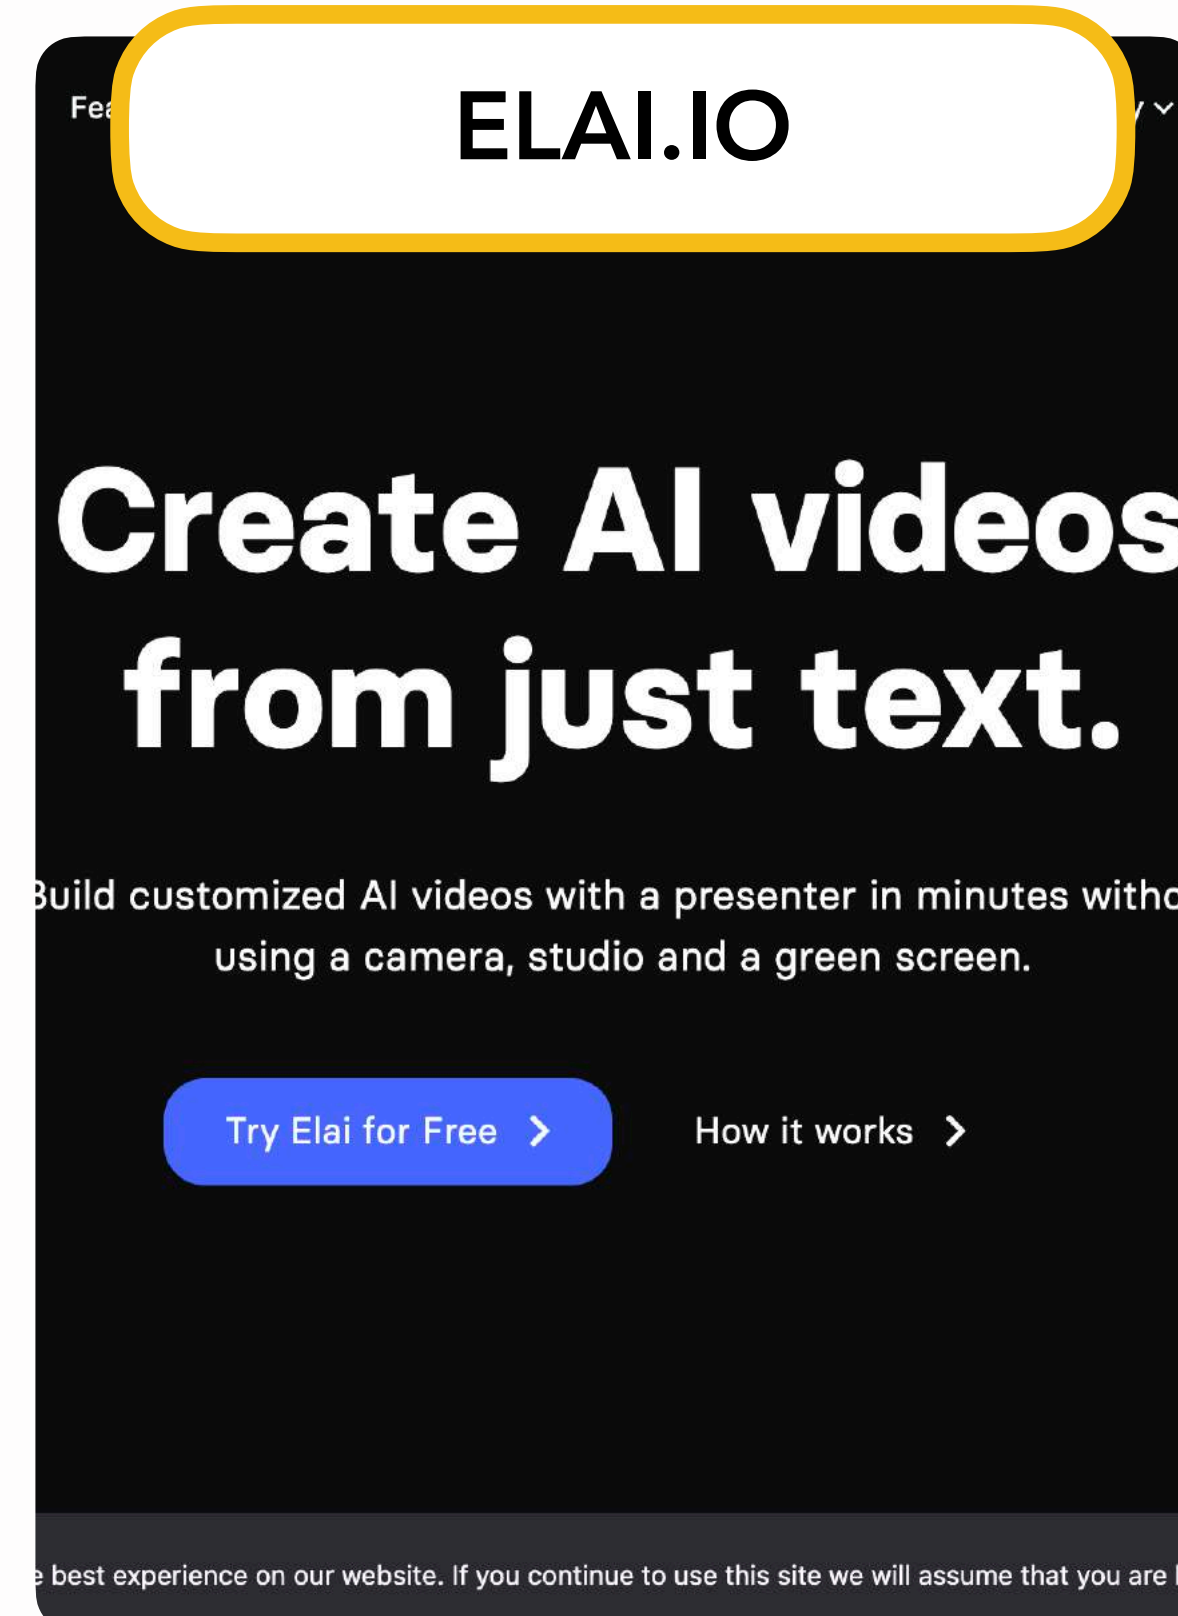 ELAI.IO
Create AI videos
from just text.
Build customized AI videos with a presenter in minutes
using a camera, studio and a green screen.
Try Elai for Free
How it works
best experience on our website. If you continue to use this site we will assume that you are